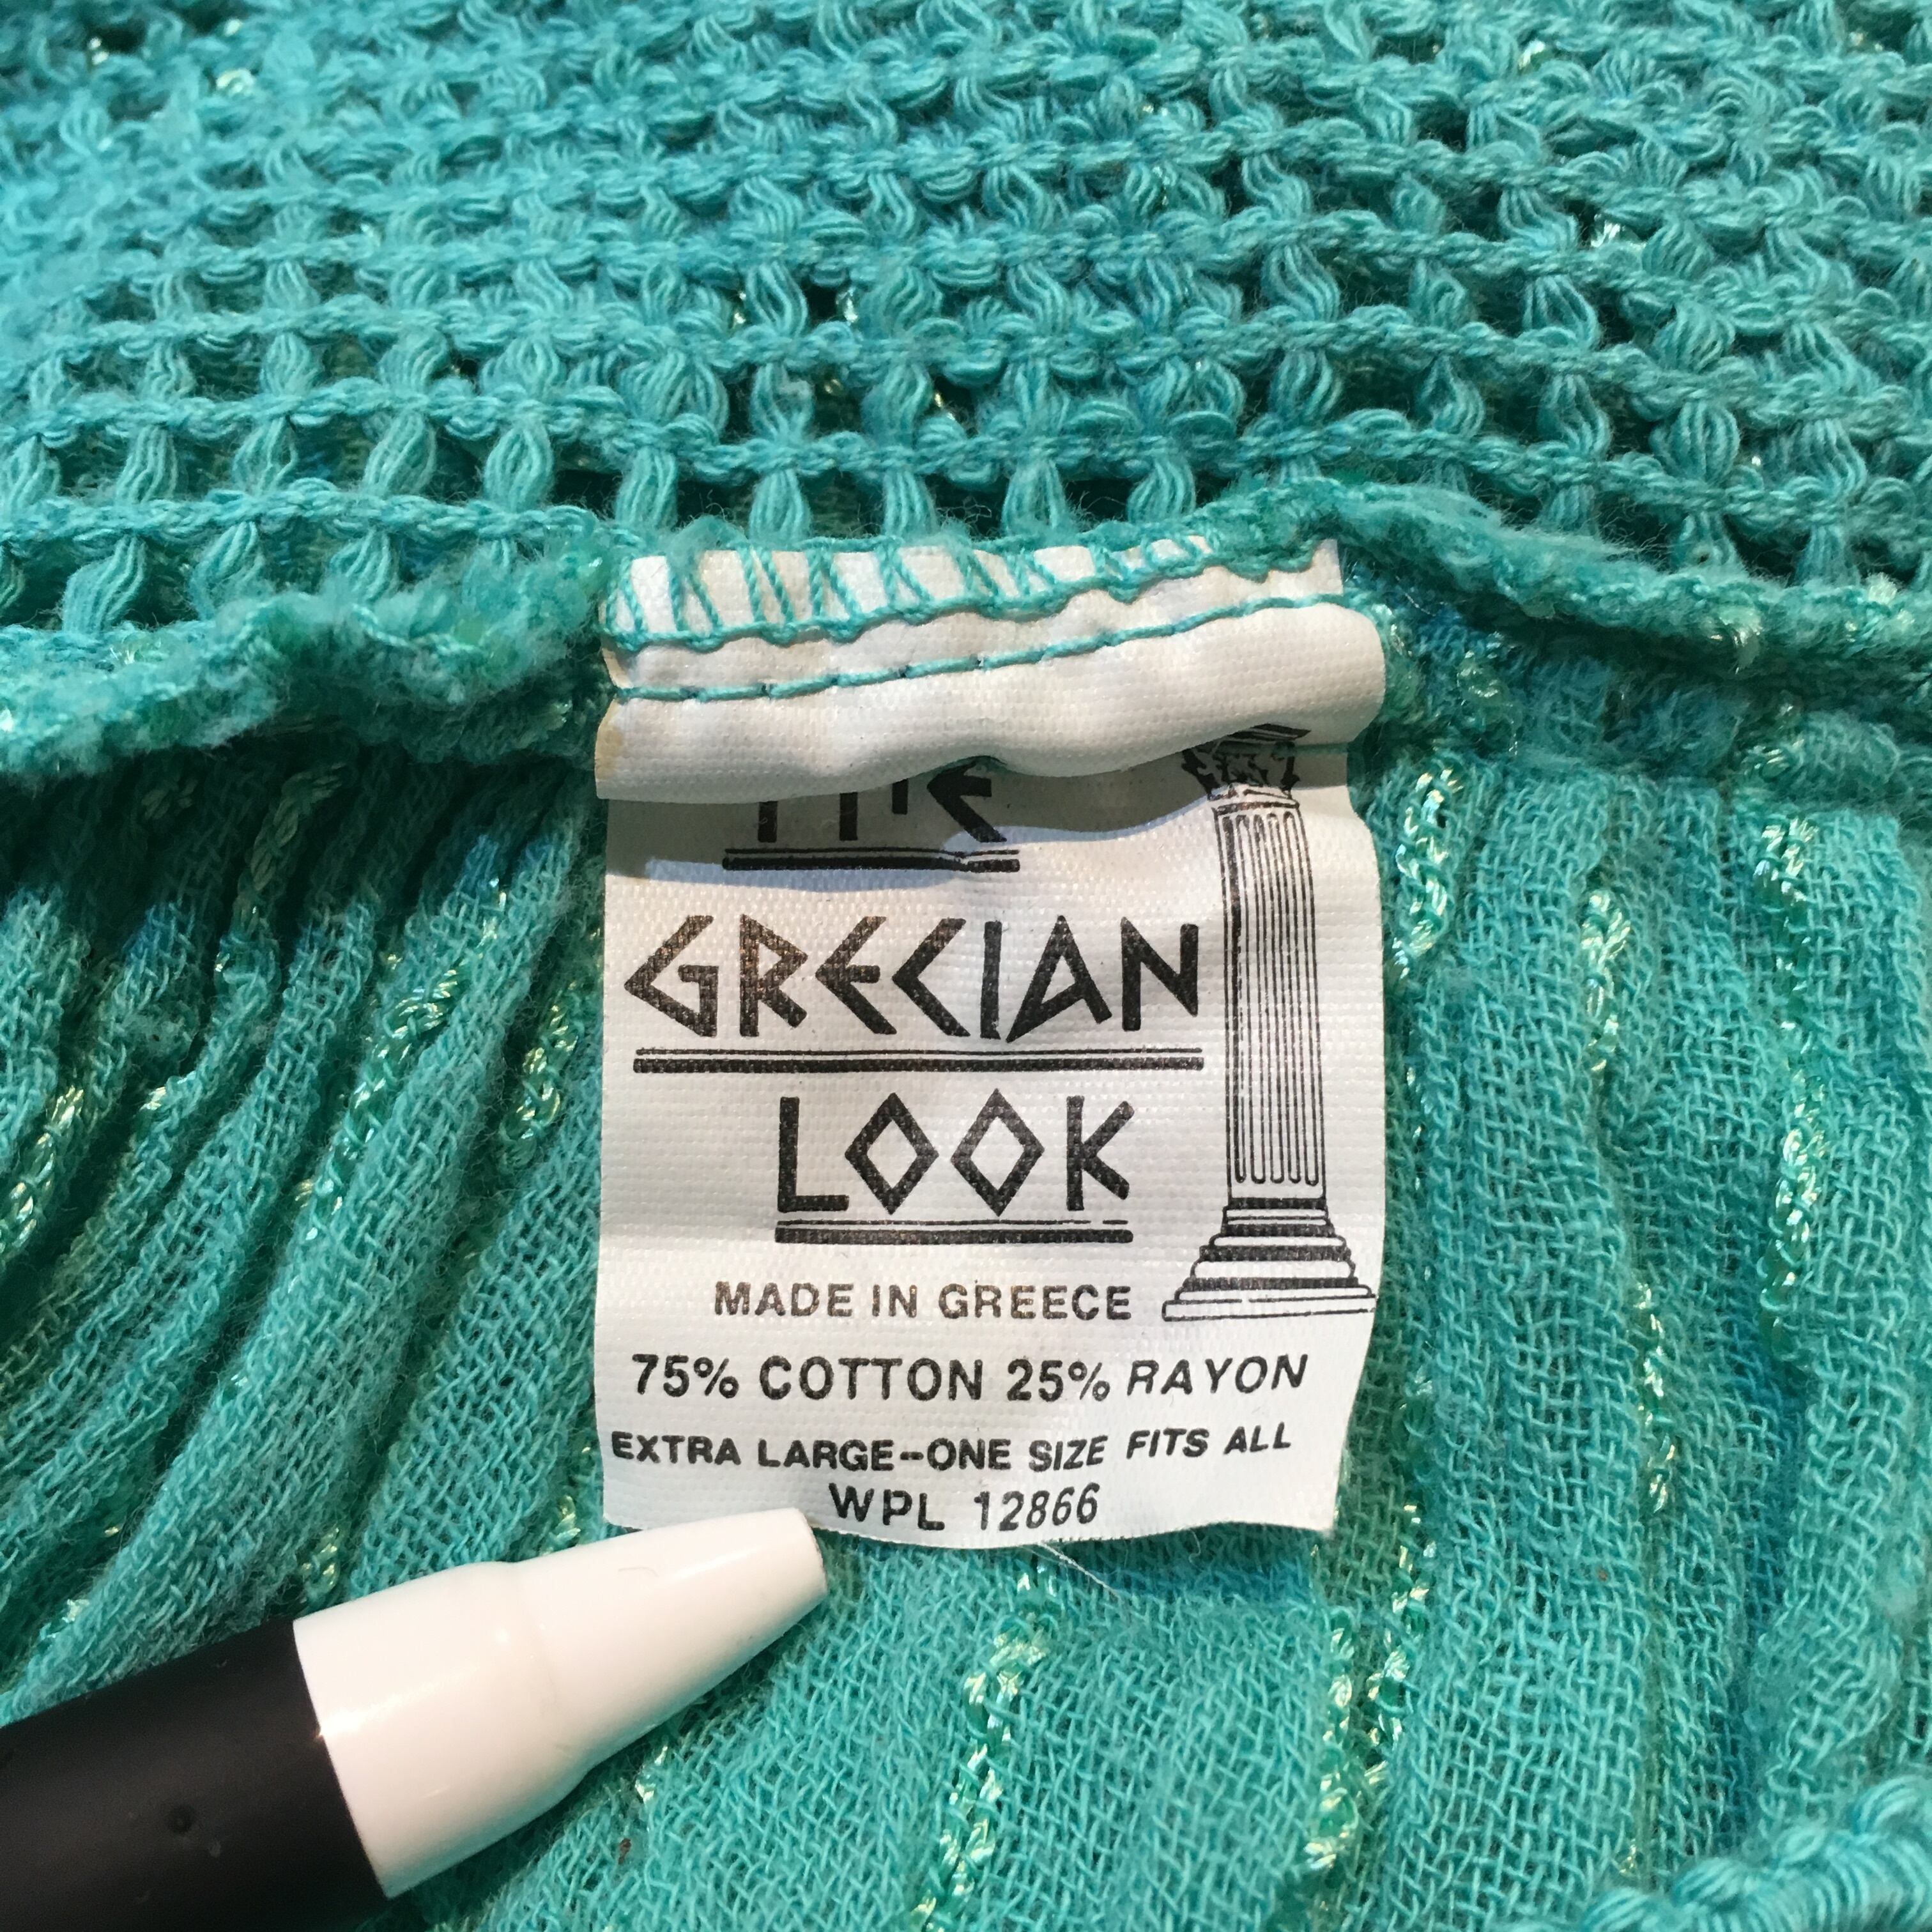 GRECIAN
LOOK
MADE IN GREECE
75% COTTON 25% RAYON
EXTRA LARGE--ONE SIZE FITS ALL
WPL 12866